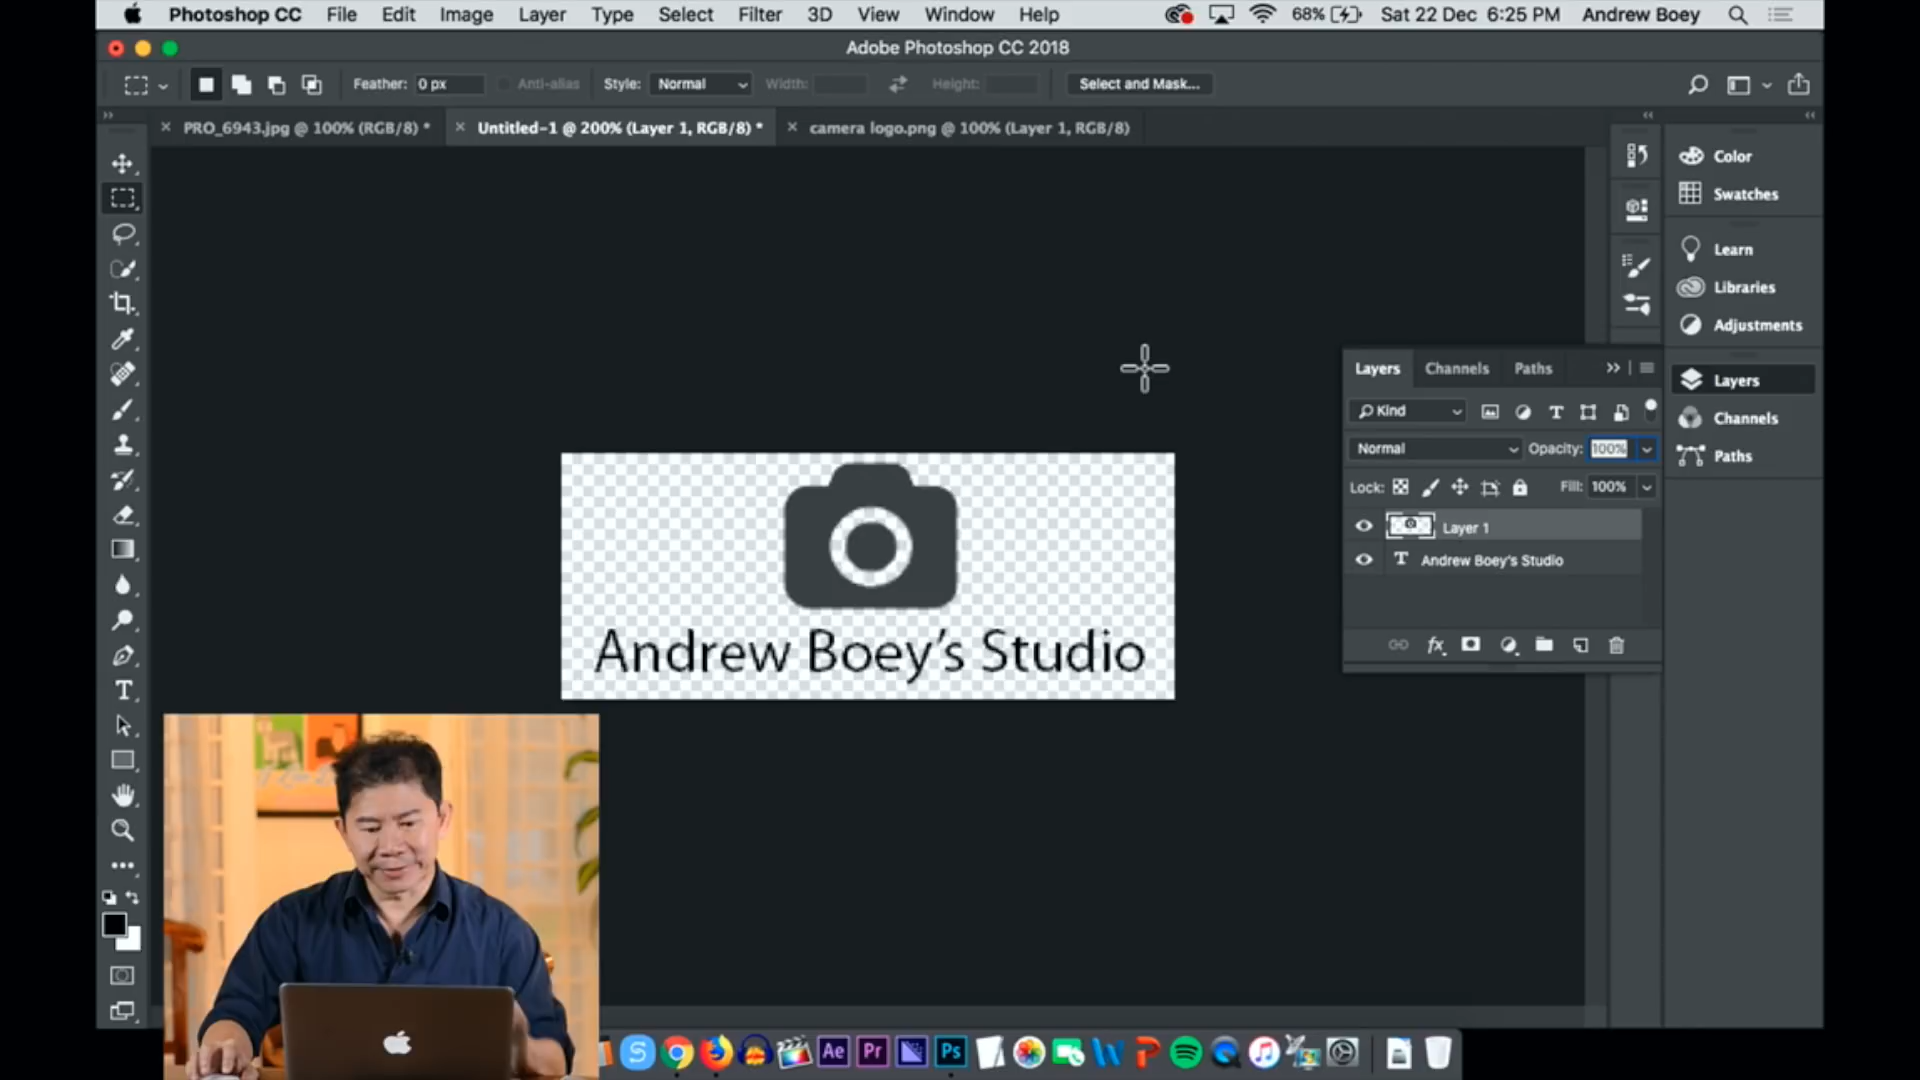 Photoshop CC File Edit Image Layer Type Select Filter 3D View Window Help 68% Sat 22 Dec 6:25 PM Andrew Boey
Adobe Photoshop CC 2018
Feather: 0 px Anti-alias Style: Normal Width: Height: Select and Mask...
PRO_6943.jpg @ 100% (RGB/8) * Untitled-1 @ 200% (Layer 1, RGB/8) * camera logo.png @ 100% (Layer 1, RGB/8)
Color
Swatches
Learn
Libraries
Adjustments
Layers
Channels
Paths
Layers Channels Paths
Kind
Normal Opacity: 100%
Lock: Fill: 100%
Layer 1
T Andrew Boey's Studio
fx
Andrew Boey's Studio
Ae Pr Ps